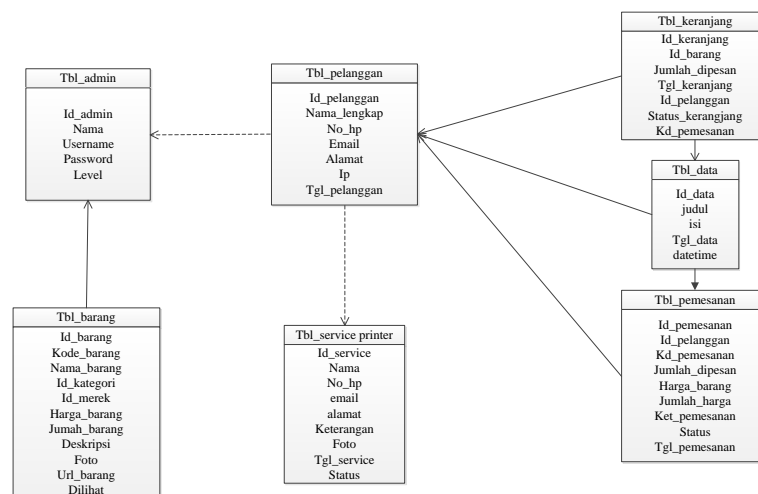 Tbl_admin
Id_admin
Nama
Username
Password
Level
Tbl_pelanggan
Id_pelanggan
Nama_lengkap
No_hp
Email
Alamat
Ip
Tgl_pelanggan
Tbl_keranjang
Id_keranjang
Id_barang
Jumlah_dipesan
Tgl_keranjang
Id_pelanggan
Status_kerangjang
Kd_pemesanan
Tbl_data
Id_data
judul
isi
Tgl_data
datetime
Tbl_barang
Id_barang
Kode_barang
Nama_barang
Id_kategori
Id_merek
Harga_barang
Jumah_barang
Deskripsi
Foto
Url_barang
Dilihat
Tbl_service printer
Id_service
Nama
No_hp
email
alamat
Keterangan
Foto
Tgl_service
Status
Tbl_pemesanan
Id_pemesanan
Id_pelanggan
Kd_pemesanan
Jumlah_dipesan
Harga_barang
Jumlah_harga
Ket_pemesanan
Status
Tgl_pemesanan